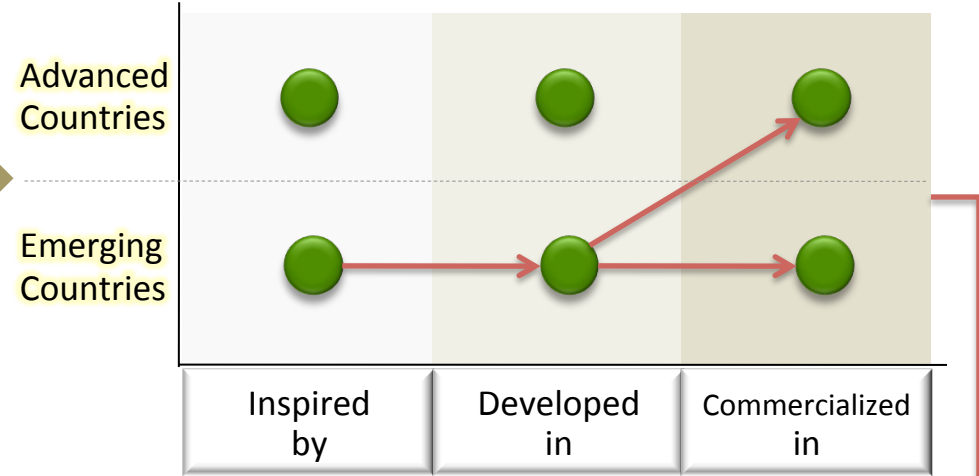 Advanced
Countries
Emerging
Countries
Inspired
by
Developed
in
Commercialized
in